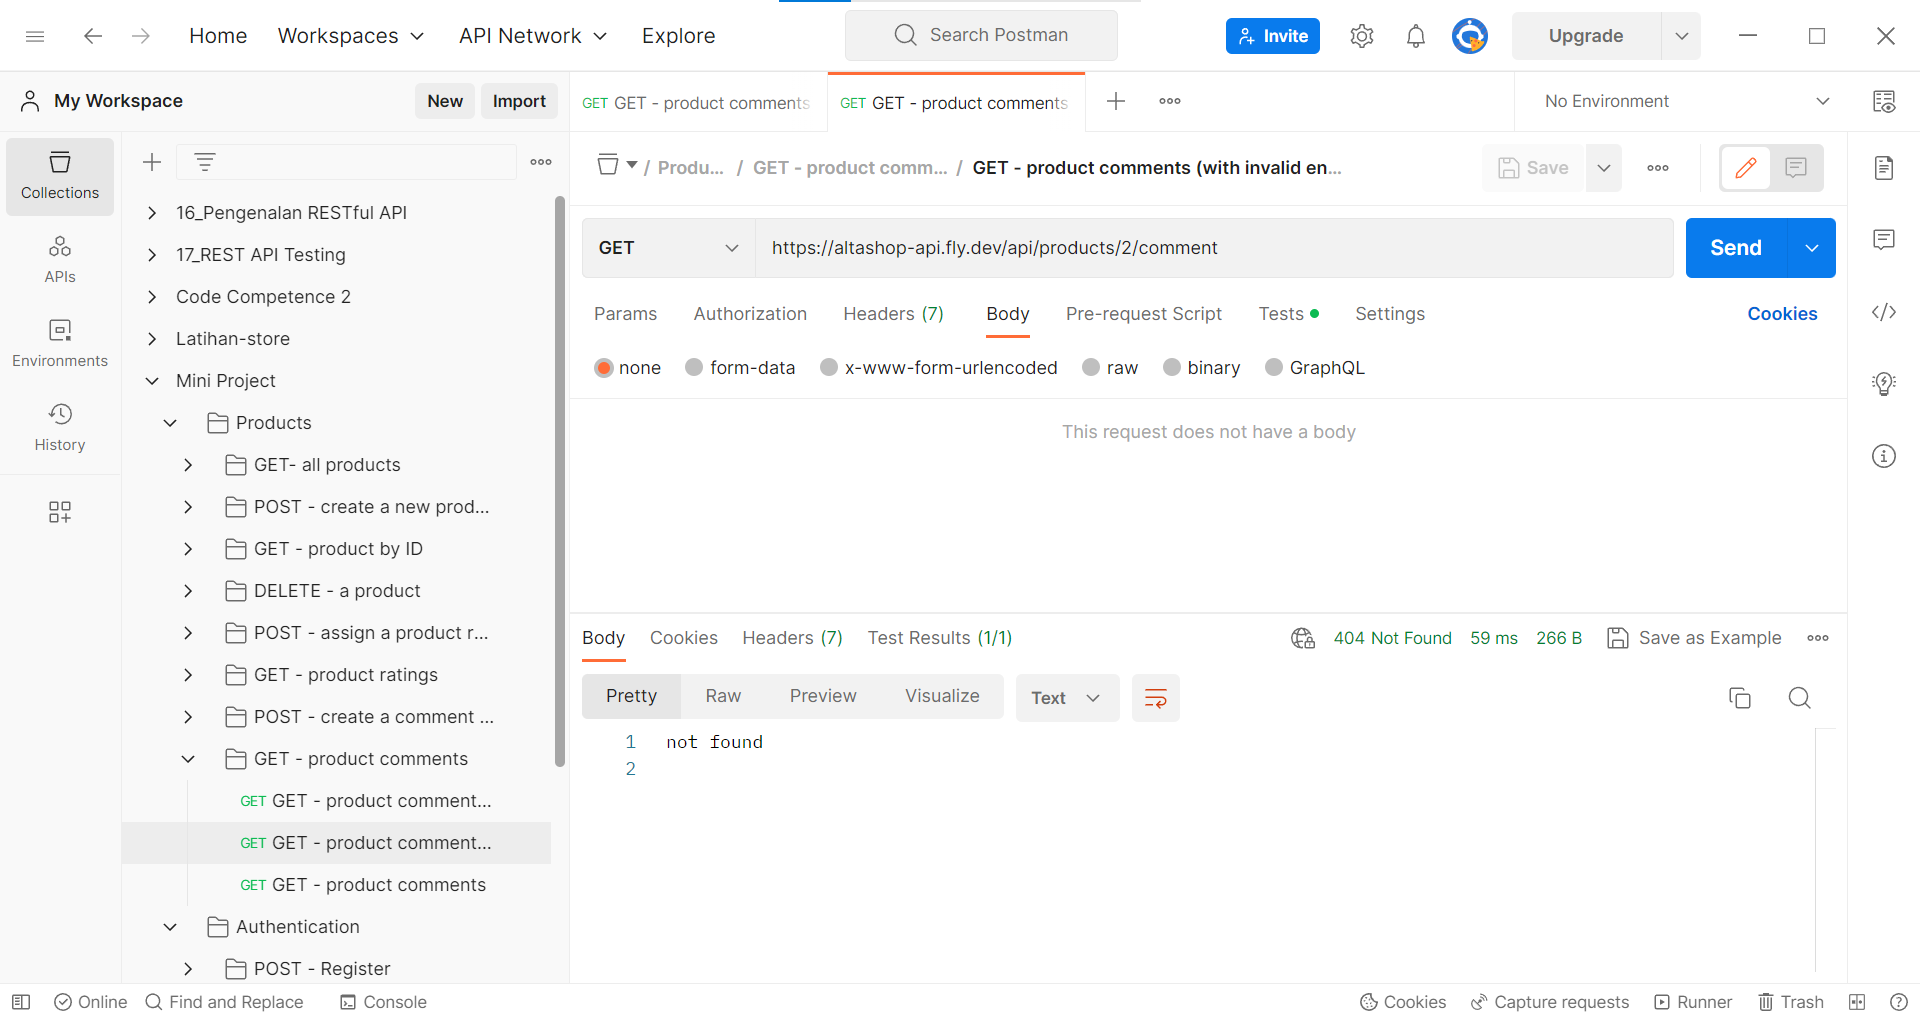 Home Workspaces API Network Explore Search Postman Invite Upgrade
My Workspace New Import GET GET - product comments GET GET - product comments No Environment
Collections
APIs
Environments
History
16_Pengenalan RESTful API
17_REST API Testing
Code Competence 2
Latihan-store
Mini Project
Products
GET- all products
POST - create a new prod...
GET - product by ID
DELETE - a product
POST - assign a product r...
GET - product ratings
POST - create a comment ...
GET - product comments
GET GET - product comment...
GET GET - product comment...
GET GET - product comments
Authentication
POST - Register
/ Produ... / GET - product comm... / GET - product comments (with invalid en... Save
GET https://altashop-api.fly.dev/api/products/2/comment Send
Params Authorization Headers (7) Body Pre-request Script Tests Settings Cookies
none form-data x-www-form-urlencoded raw binary GraphQL
This request does not have a body
Body Cookies Headers (7) Test Results (1/1) 404 Not Found 59 ms 266 B Save as Example
Pretty Raw Preview Visualize Text
1 not found
2
Online Find and Replace Console Cookies Capture requests Runner Trash